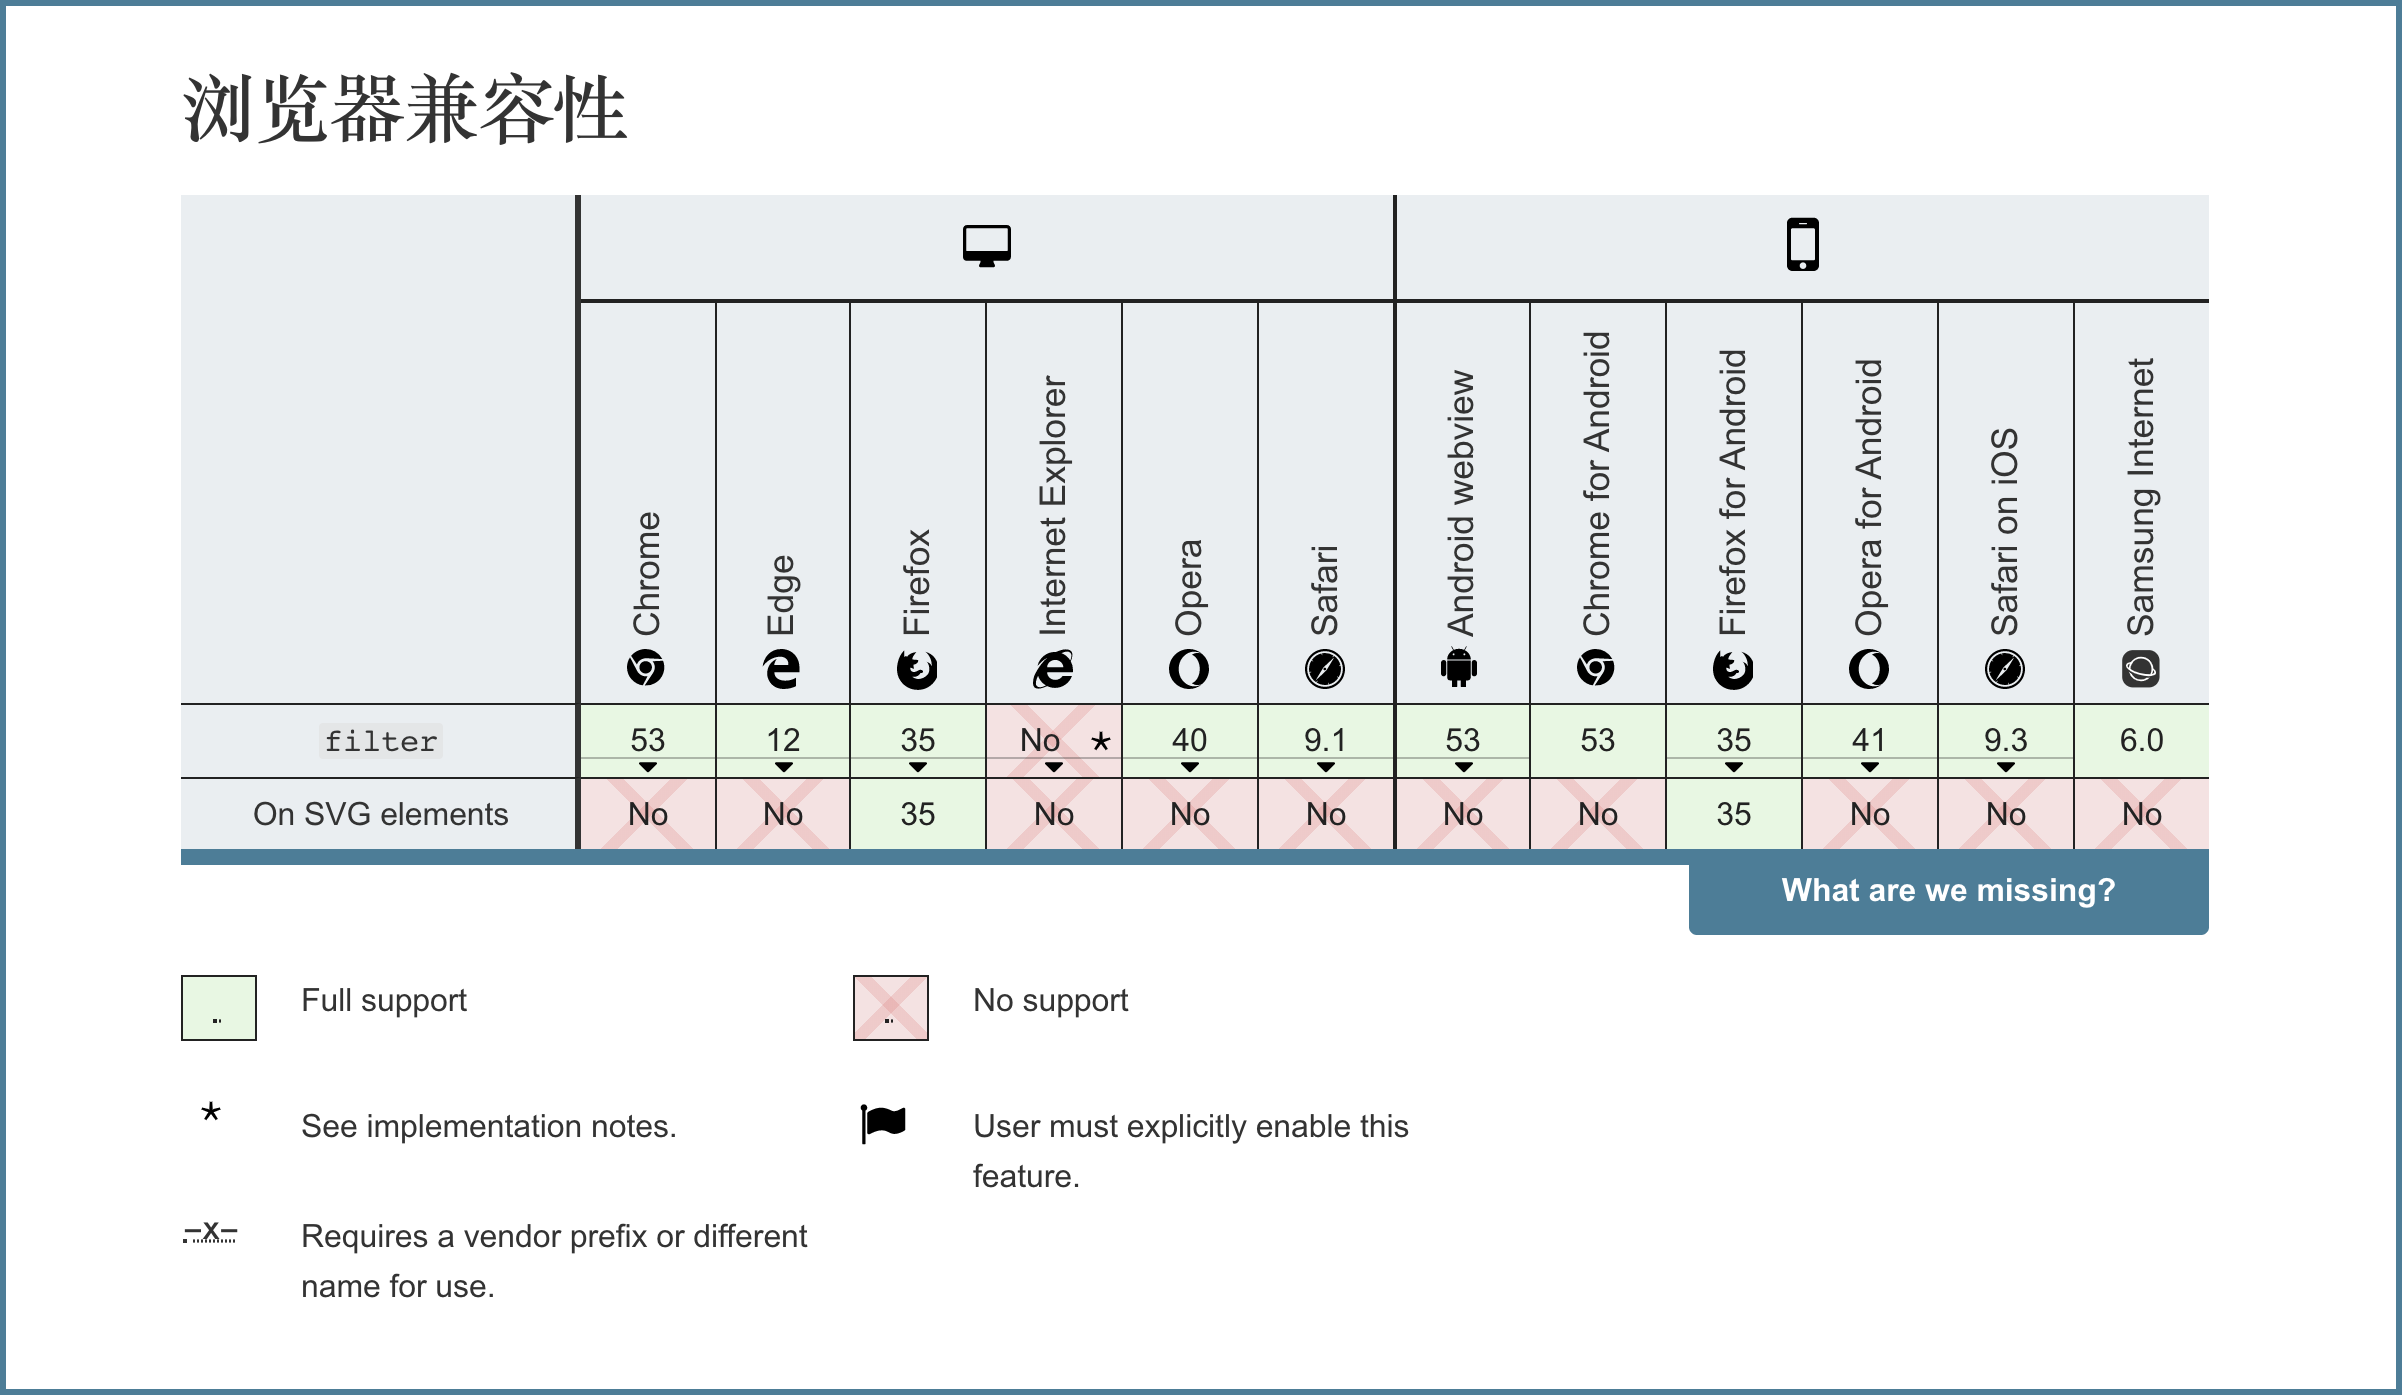 浏览器兼容性
Chrome
Edge
Firefox
Internet Explorer
Opera
Safari
Android webview
Chrome for Android
Firefox for Android
Opera for Android
Safari on iOS
Samsung Internet
filter 53 12 35 No * 40 9.1 53 53 35 41 9.3 6.0
On SVG elements No No 35 No No No No No 35 No No No
What are we missing?
Full support
No support
* See implementation notes.
User must explicitly enable this
feature.
-x- Requires a vendor prefix or different
name for use.